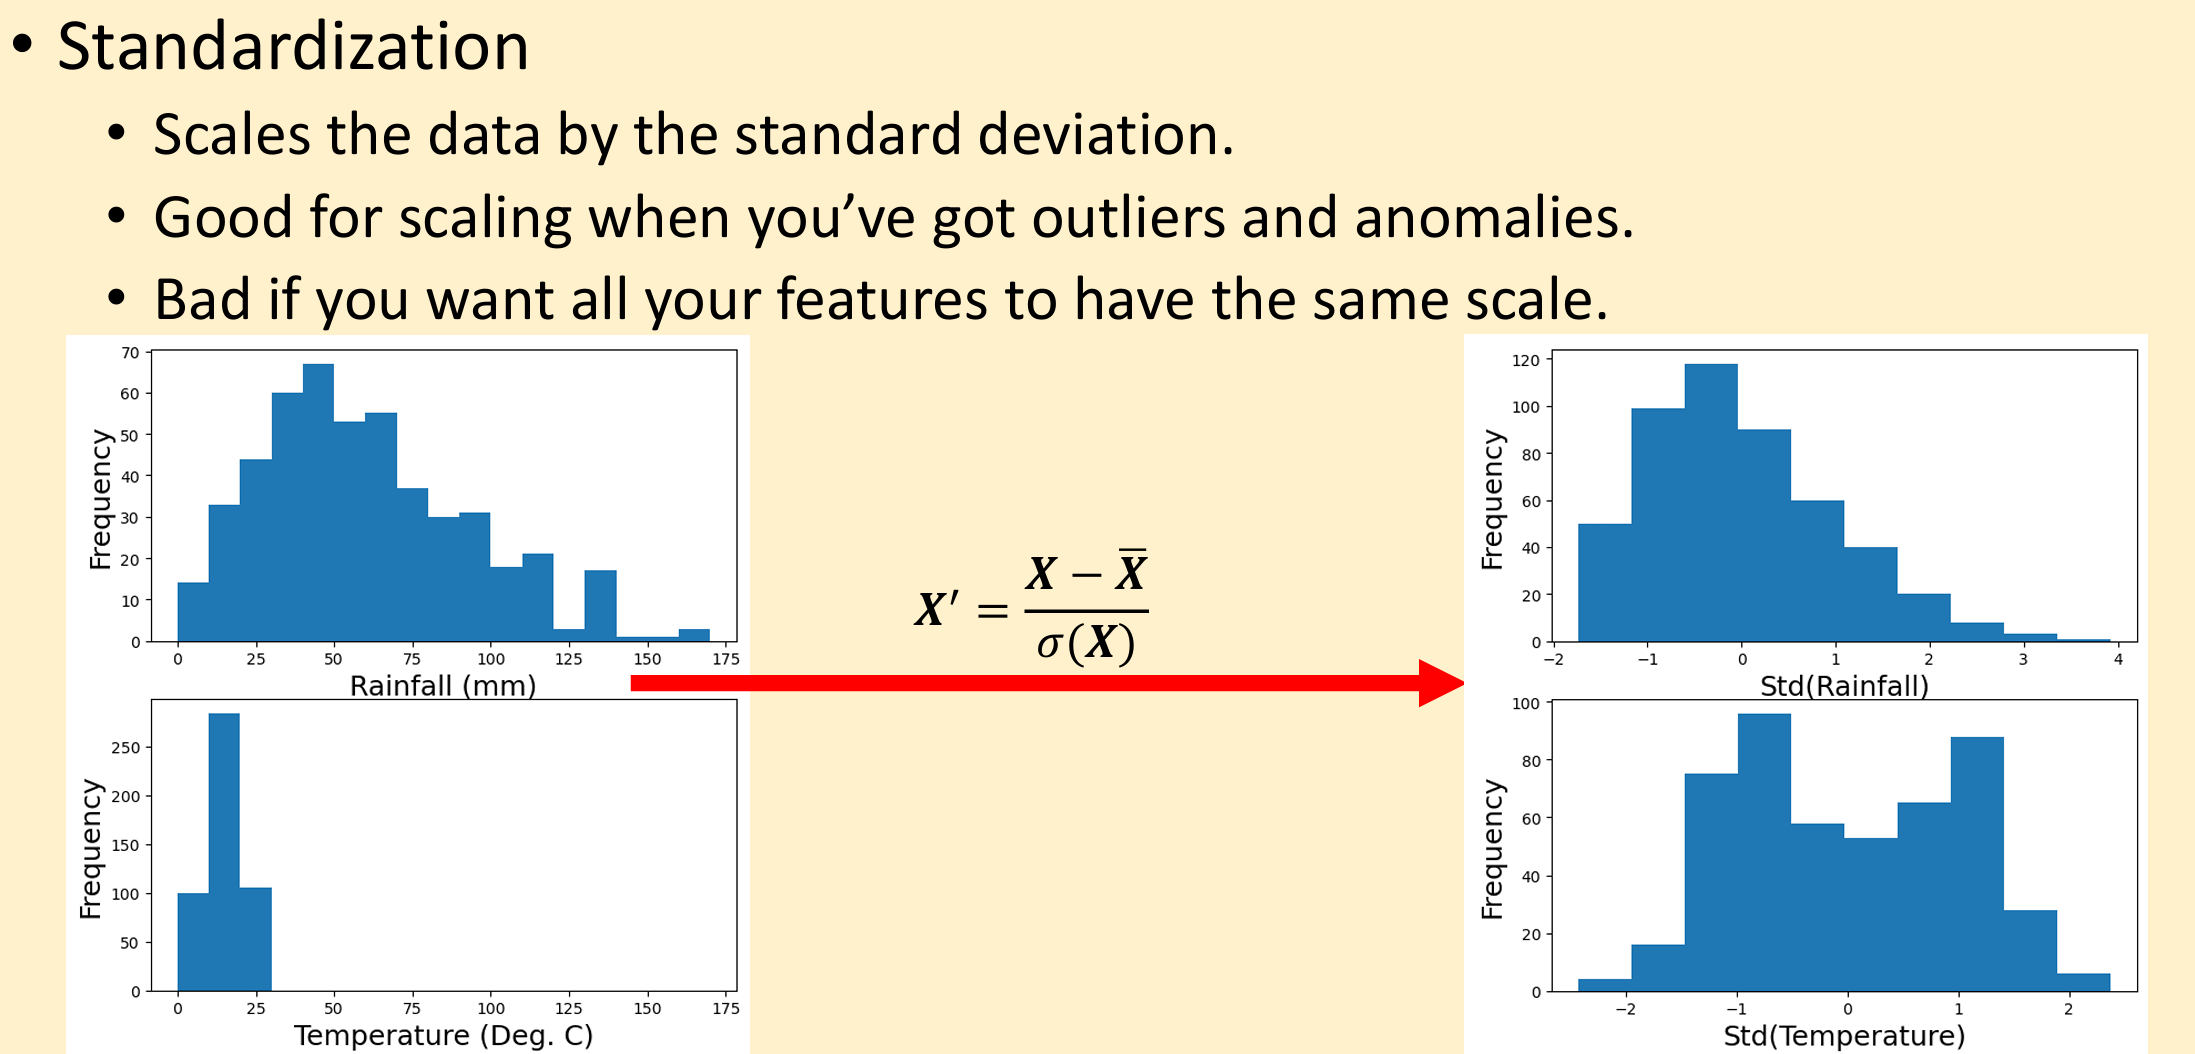 • Standardization
• Scales the data by the standard deviation.
• Good for scaling when you’ve got outliers and anomalies.
• Bad if you want all your features to have the same scale.
70
60
50
40
30
20
10
0
Frequency
0 25 50 75 100 125 150 175
Rainfall (mm)
250
200
150
100
50
0
Frequency
0 25 50 75 100 125 150 175
Temperature (Deg. C)
X′ = (X − X̅) / σ(X)
120
100
80
60
40
20
0
Frequency
−2 −1 0 1 2 3 4
Std(Rainfall)
100
80
60
40
20
0
Frequency
−2 −1 0 1 2
Std(Temperature)